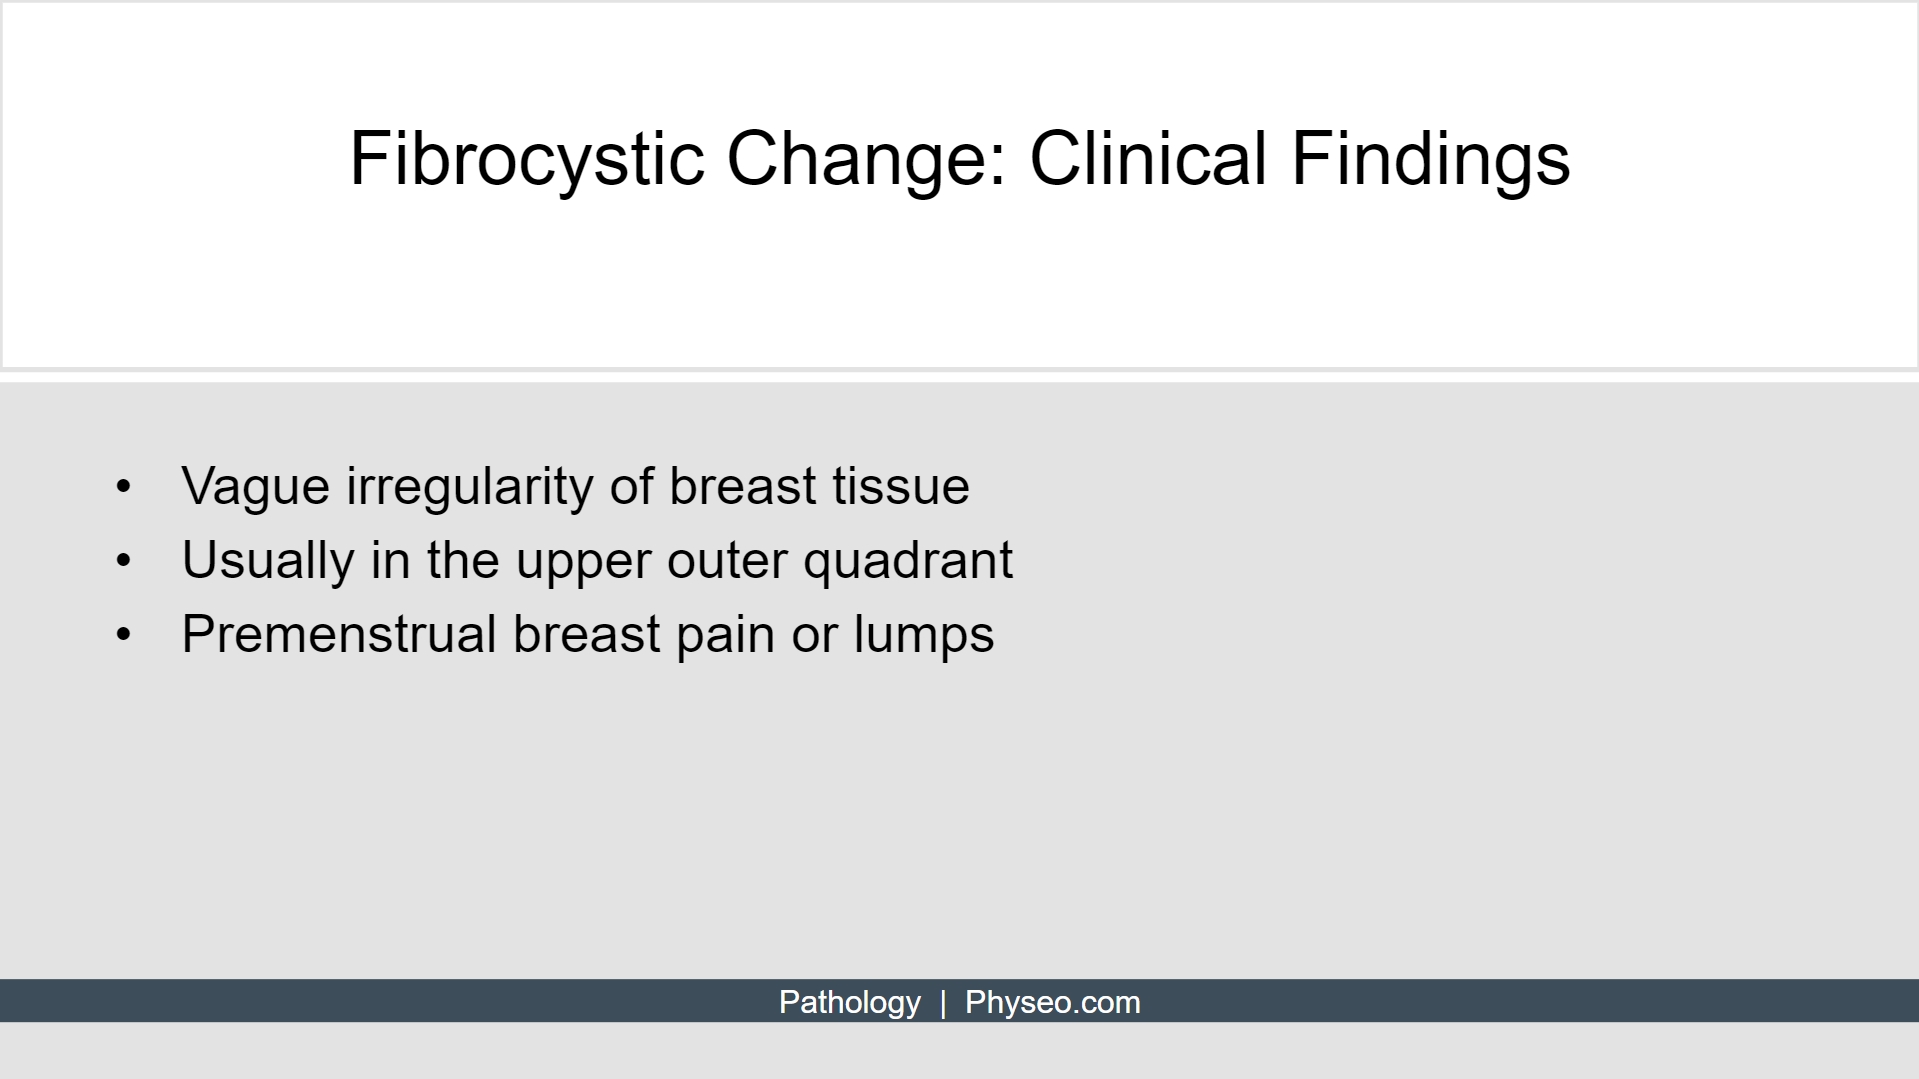 Fibrocystic Change: Clinical Findings
• Vague irregularity of breast tissue
• Usually in the upper outer quadrant
• Premenstrual breast pain or lumps
Pathology | Physeo.com